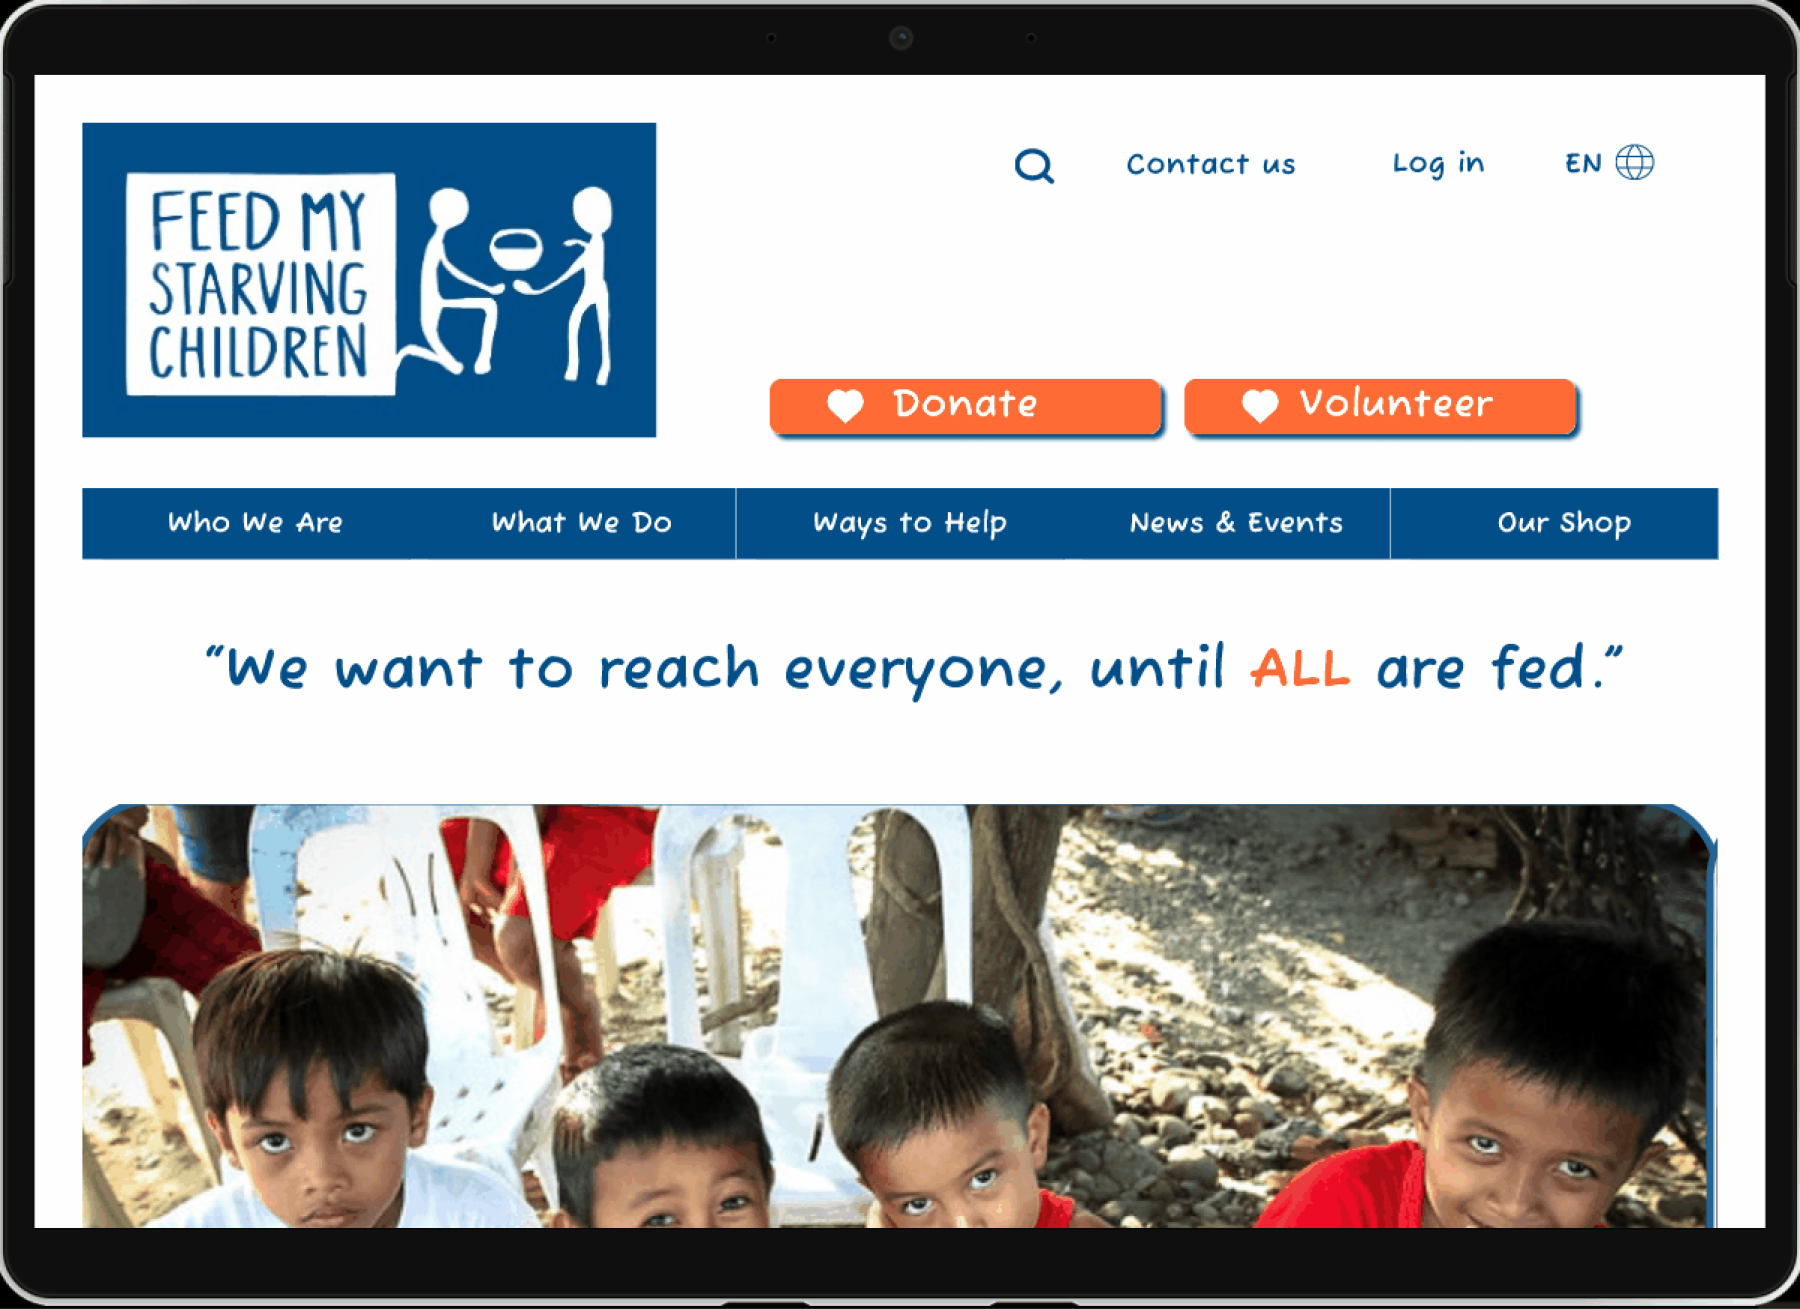 FEED MY
STARVING
CHILDREN
Contact us
Log in
EN
Donate
Volunteer
Who We Are
What We Do
Ways to Help
News & Events
Our Shop
“We want to reach everyone, until ALL are fed.”